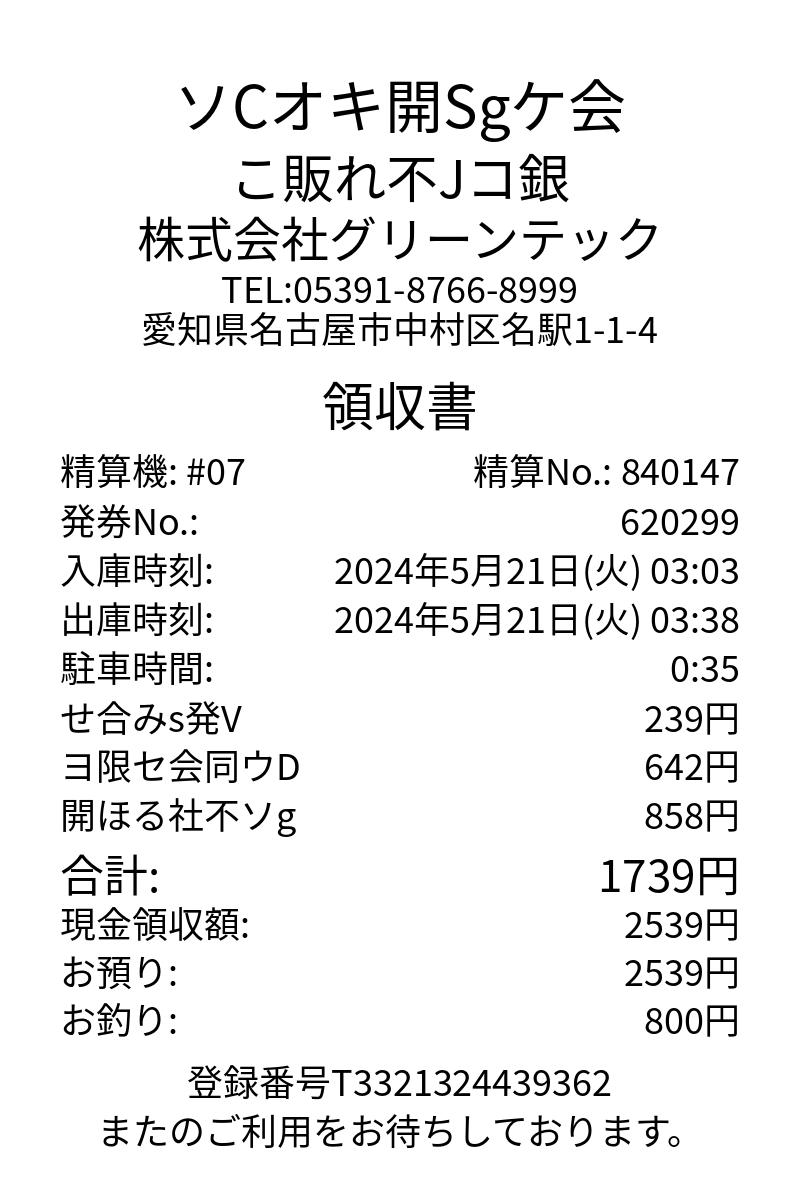 ソCオキ開Sgケ会
こ販れ不Jコ銀
株式会社グリーンテック
TEL:05391-8766-8999
愛知県名古屋市中村区名駅1-1-4
領収書
精算機: #07 精算No.: 840147
発券No.: 620299
入庫時刻: 2024年5月21日(火) 03:03
出庫時刻: 2024年5月21日(火) 03:38
駐車時間: 0:35
せ合みs発V 239円
ヨ限セ会同ウD 642円
開ほる社不ソg 858円
合計: 1739円
現金領収額: 2539円
お預り: 2539円
お釣り: 800円
登録番号T3321324439362
またのご利用をお待ちしております。